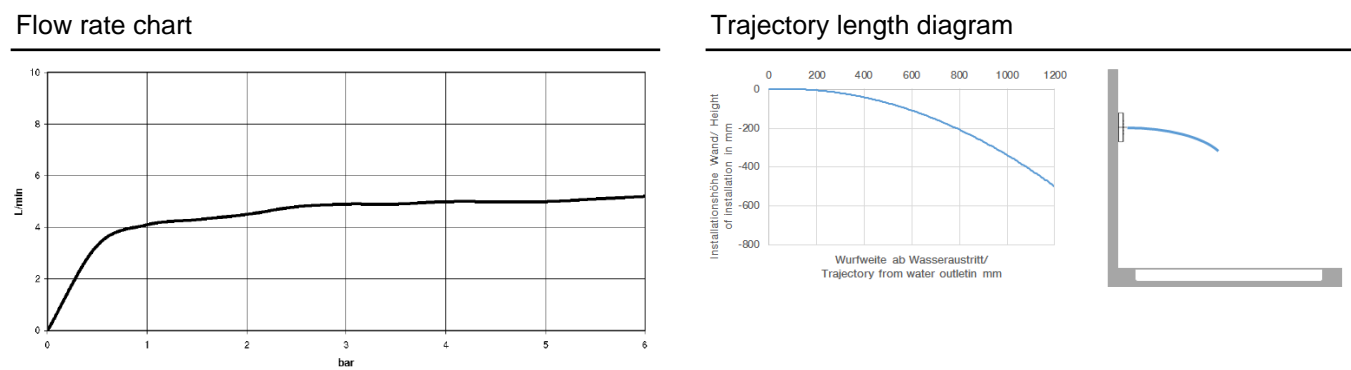 Flow rate chart
10
8
6
4
2
0
L/min
0 1 2 3 4 5 6
bar
Trajectory length diagram
0 200 400 600 800 1000 1200
0
-200
-400
-600
-800
Installationshöhe Wand/ Height
of installation in mm
Wurfweite ab Wasseraustritt/
Trajectory from water outletin mm